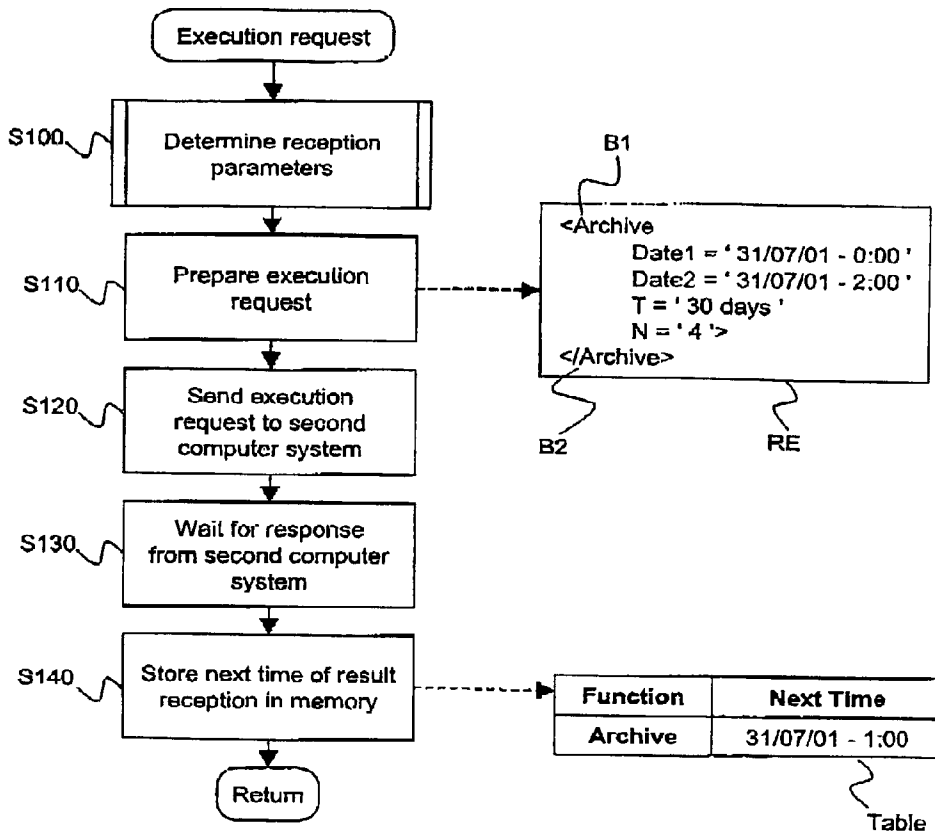 Execution request
S100
Determine reception
parameters
B1
<Archive
Date1 = ' 31/07/01 - 0:00 '
Date2 = ' 31/07/01 - 2:00 '
T = ' 30 days '
N = ' 4 '>
</Archive>
S110
Prepare execution
request
B2
RE
S120
Send execution
request to second
computer system
S130
Wait for response
from second computer
system
S140
Store next time of result
reception in memory
Function
Next Time
Archive
31/07/01 - 1:00
Return
Table